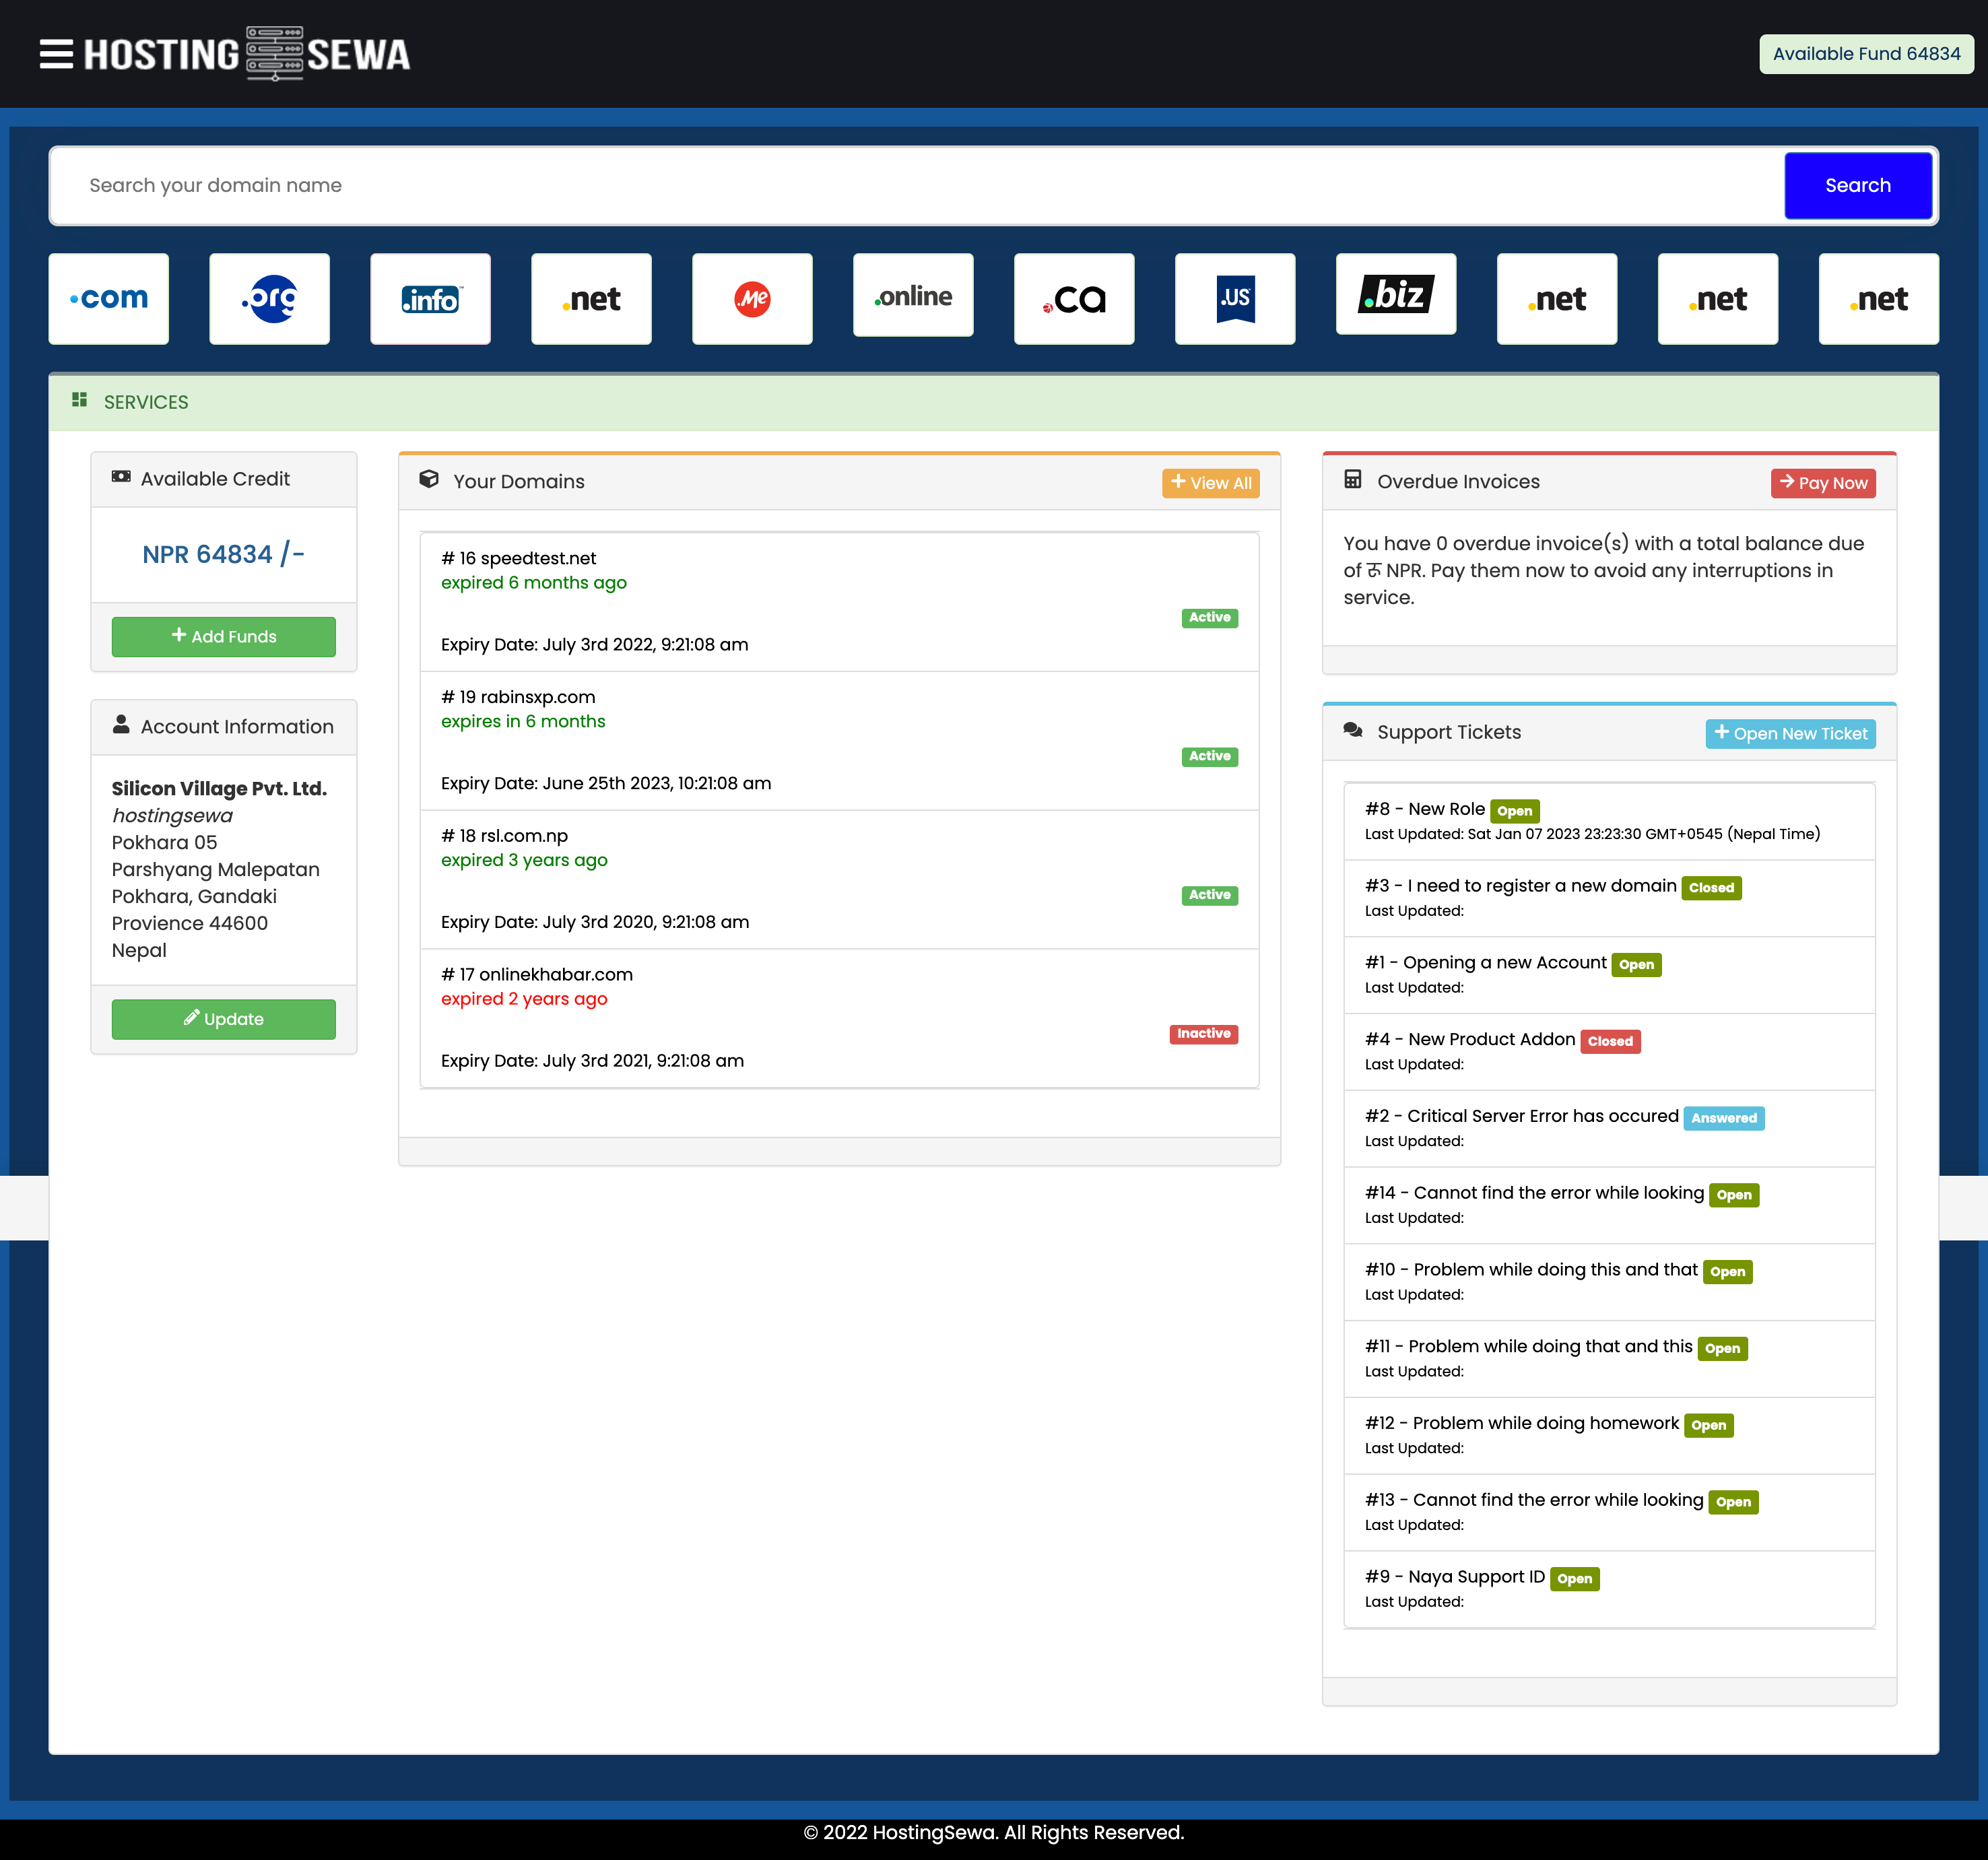 HOSTING SEWA
Available Fund 64834
Search your domain name
Search
.com
.org
.info
.net
.Me
.online
.ca
.US
.biz
.net
.net
.net
SERVICES
Available Credit
NPR 64834 /-
+ Add Funds
Account Information
Silicon Village Pvt. Ltd.
hostingsewa
Pokhara 05
Parshyang Malepatan
Pokhara, Gandaki
Provience 44600
Nepal
Update
Your Domains
+ View All
# 16 speedtest.net
expired 6 months ago
Active
Expiry Date: July 3rd 2022, 9:21:08 am
# 19 rabinsxp.com
expires in 6 months
Active
Expiry Date: June 25th 2023, 10:21:08 am
# 18 rsl.com.np
expired 3 years ago
Active
Expiry Date: July 3rd 2020, 9:21:08 am
# 17 onlinekhabar.com
expired 2 years ago
Inactive
Expiry Date: July 3rd 2021, 9:21:08 am
Overdue Invoices
→ Pay Now
You have 0 overdue invoice(s) with a total balance due
of रू NPR. Pay them now to avoid any interruptions in
service.
Support Tickets
+ Open New Ticket
#8 - New Role Open
Last Updated: Sat Jan 07 2023 23:23:30 GMT+0545 (Nepal Time)
#3 - I need to register a new domain Closed
Last Updated:
#1 - Opening a new Account Open
Last Updated:
#4 - New Product Addon Closed
Last Updated:
#2 - Critical Server Error has occured Answered
Last Updated:
#14 - Cannot find the error while looking Open
Last Updated:
#10 - Problem while doing this and that Open
Last Updated:
#11 - Problem while doing that and this Open
Last Updated:
#12 - Problem while doing homework Open
Last Updated:
#13 - Cannot find the error while looking Open
Last Updated:
#9 - Naya Support ID Open
Last Updated:
© 2022 HostingSewa. All Rights Reserved.